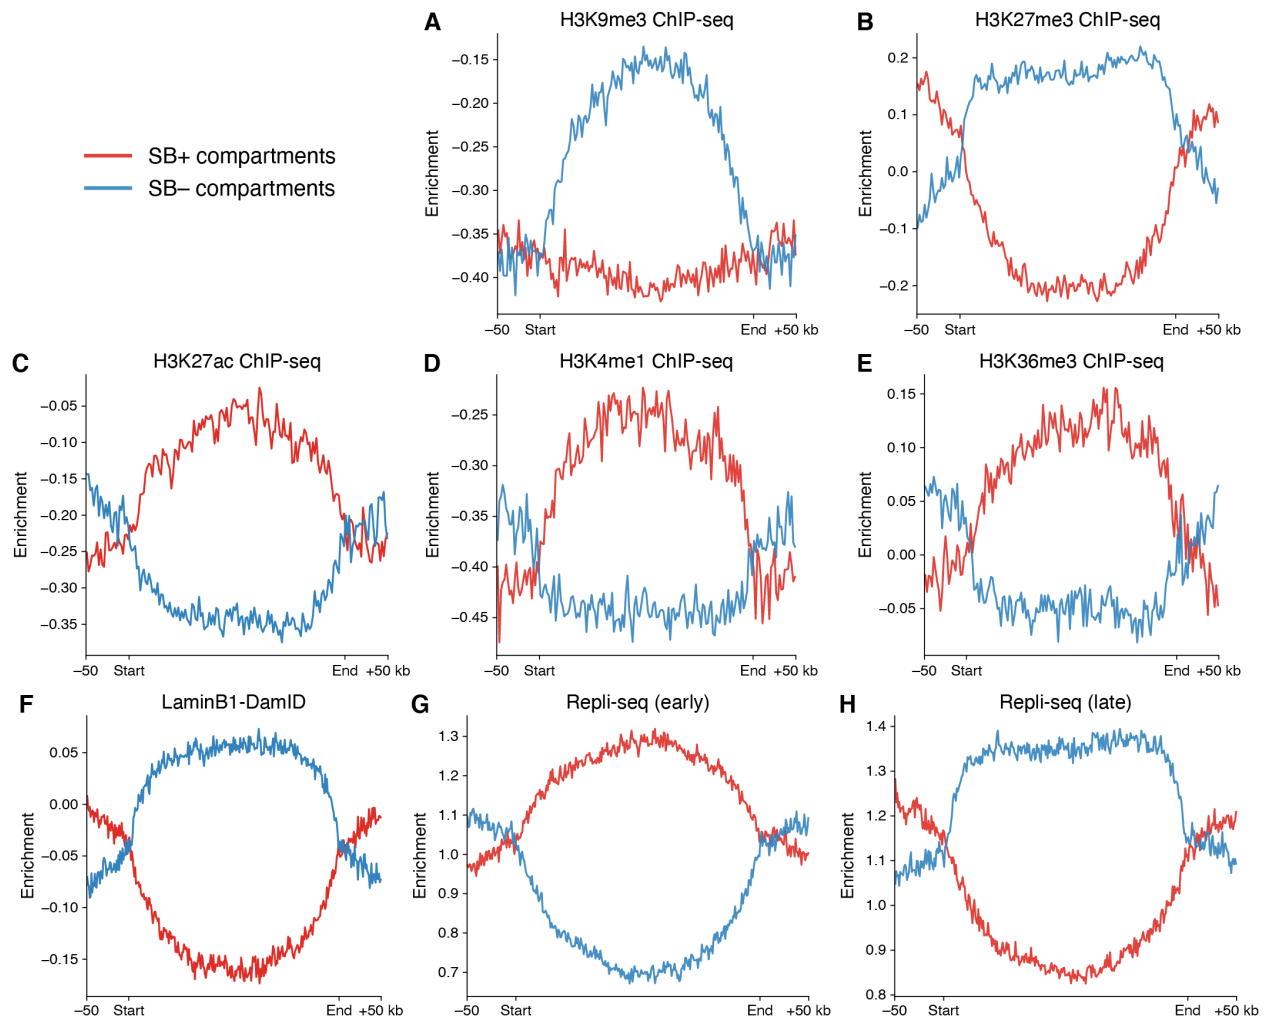 SB+ compartments
SB– compartments
A
H3K9me3 ChIP-seq
Enrichment
−0.15
−0.20
−0.25
−0.30
−0.35
−0.40
−50 Start End +50 kb
B
H3K27me3 ChIP-seq
Enrichment
0.2
0.1
0.0
−0.1
−0.2
−50 Start End +50 kb
C
H3K27ac ChIP-seq
Enrichment
−0.05
−0.10
−0.15
−0.20
−0.25
−0.30
−0.35
−50 Start End +50 kb
D
H3K4me1 ChIP-seq
Enrichment
−0.25
−0.30
−0.35
−0.40
−0.45
−50 Start End +50 kb
E
H3K36me3 ChIP-seq
Enrichment
0.15
0.10
0.05
0.00
−0.05
−50 Start End +50 kb
F
LaminB1-DamID
Enrichment
0.05
0.00
−0.05
−0.10
−0.15
−50 Start End +50 kb
G
Repli-seq (early)
Enrichment
1.3
1.2
1.1
1.0
0.9
0.8
0.7
−50 Start End +50 kb
H
Repli-seq (late)
Enrichment
1.4
1.3
1.2
1.1
1.0
0.9
0.8
−50 Start End +50 kb